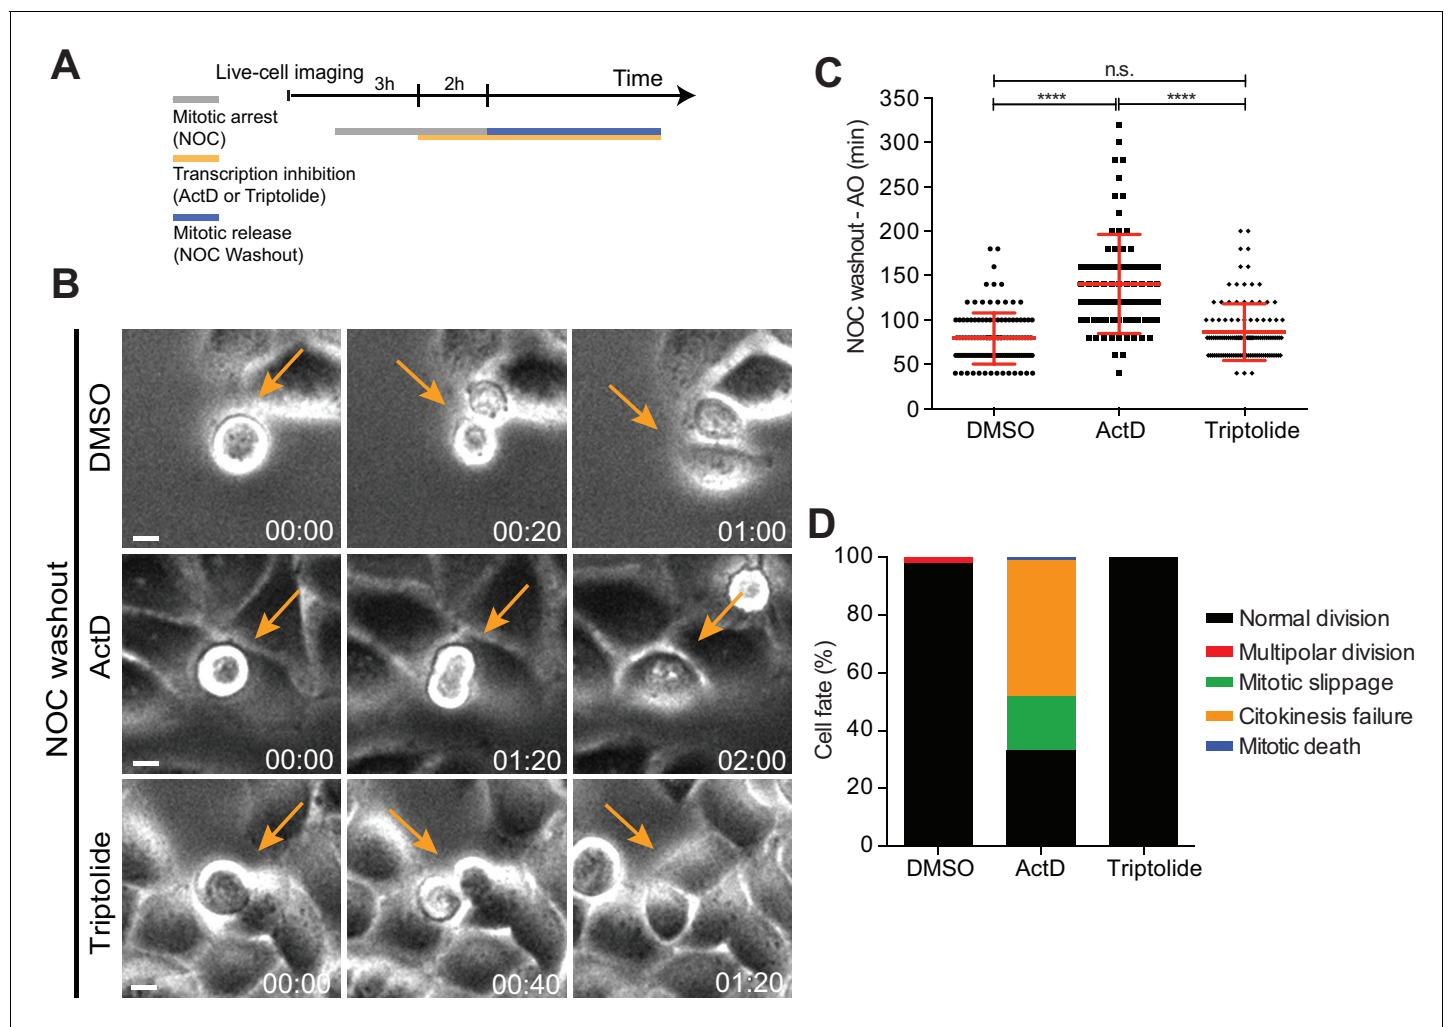 A
Live-cell imaging
3h
2h
Time
Mitotic arrest
(NOC)
Transcription inhibition
(ActD or Triptolide)
Mitotic release
(NOC Washout)
B
NOC washout
DMSO
00:00
00:20
01:00
ActD
00:00
01:20
02:00
Triptolide
00:00
00:40
01:20
C
n.s.
****
****
NOC washout - AO (min)
350
300
250
200
150
100
50
0
DMSO
ActD
Triptolide
D
Cell fate (%)
100
80
60
40
20
0
DMSO
ActD
Triptolide
Normal division
Multipolar division
Mitotic slippage
Citokinesis failure
Mitotic death